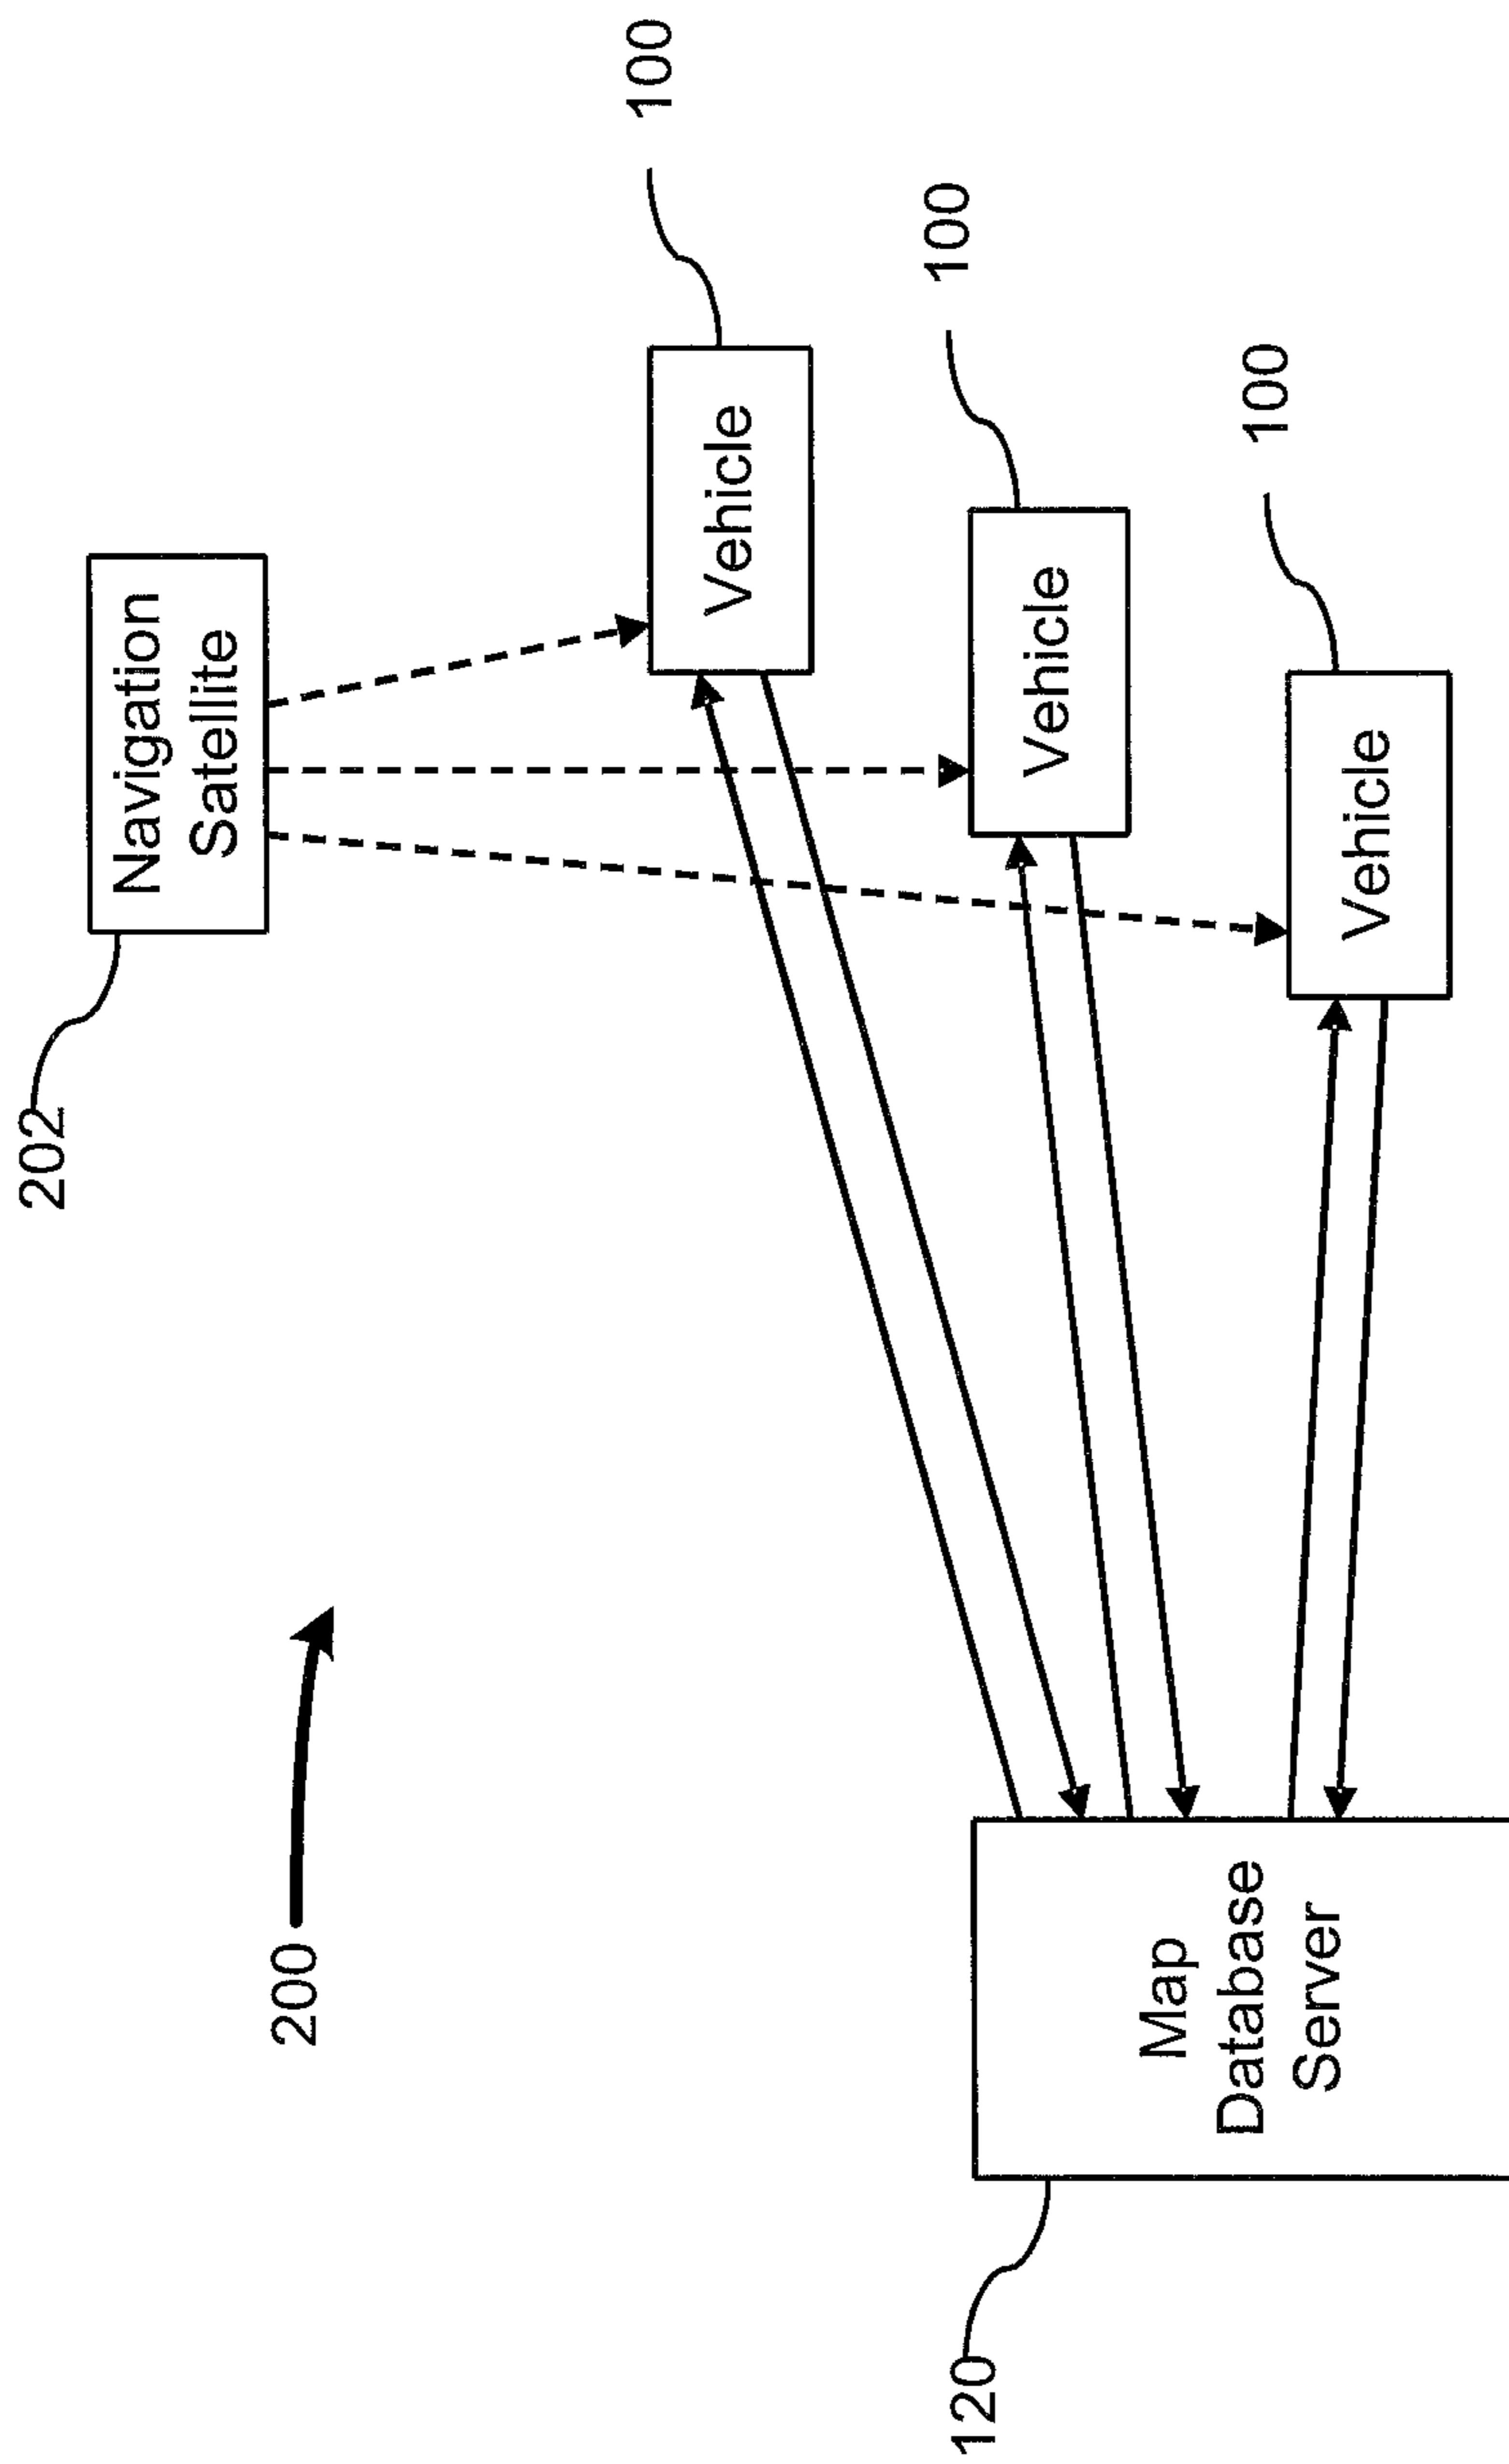 202
Navigation
Satellite
200
100
Vehicle
100
Vehicle
100
Vehicle
120
Map
Database
Server